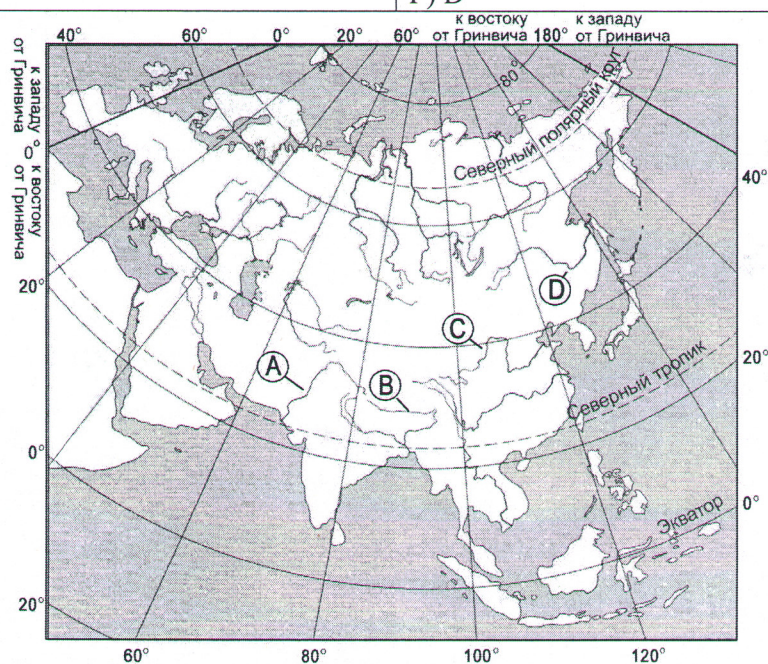 Г) D
к востоку к западу
40° 60° 0° 20° 60° от Гринвича 180° от Гринвича
к западу
от Гринвича
0°
к востоку
от Гринвича
80°
Северный полярный круг
40°
20°
D
C
A
B
20°
Северный тропик
0°
Экватор
0°
20°
60° 80° 100° 120°